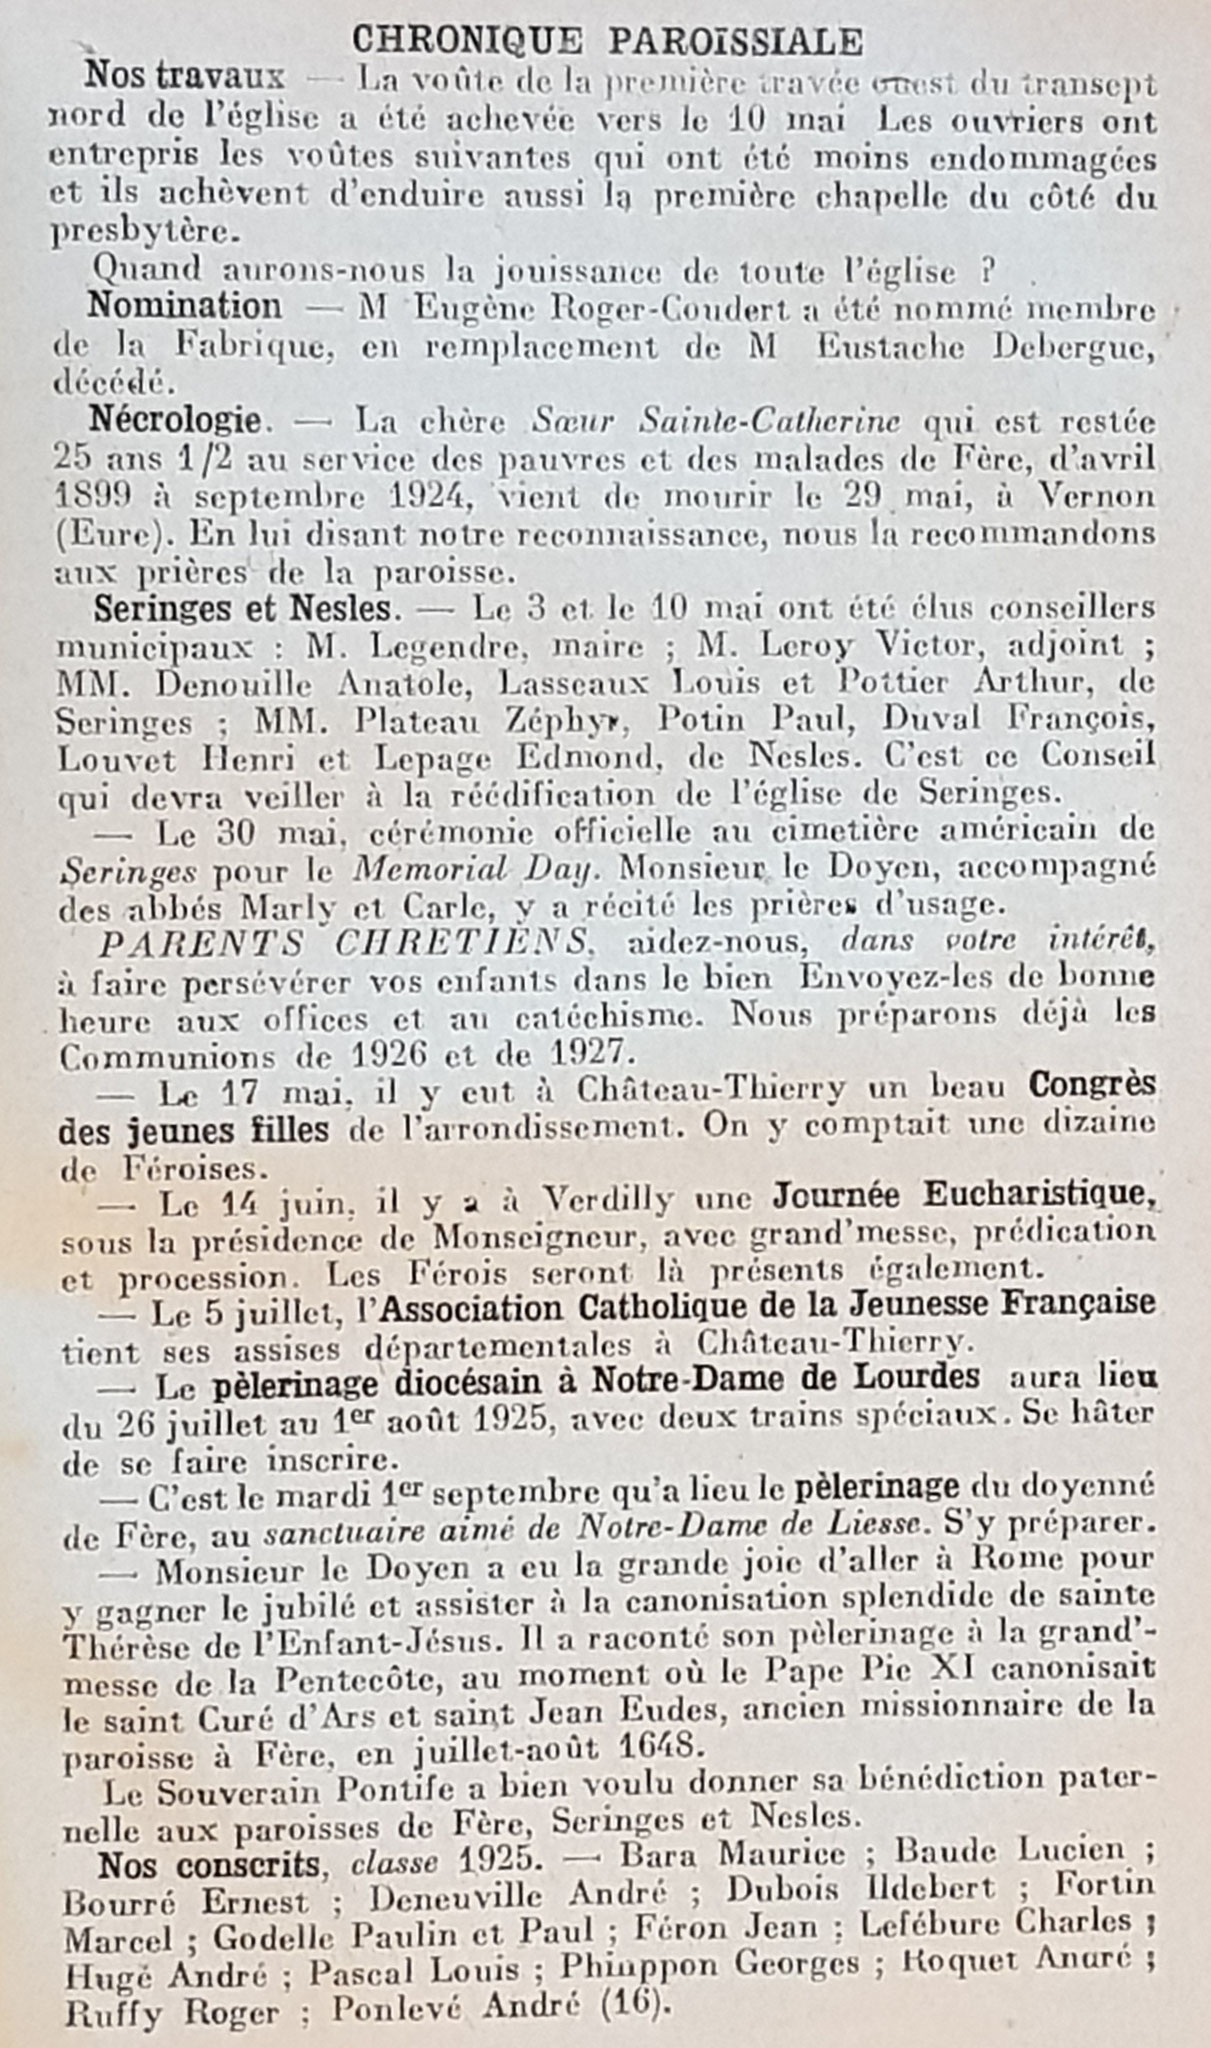 CHRONIQUE PAROISSIALE
Nos travaux — La voûte de la première travée ouest du transept
nord de l'église a été achevée vers le 10 mai Les ouvriers ont
entrepris les voûtes suivantes qui ont été moins endommagées
et ils achèvent d'enduire aussi la première chapelle du côté du
presbytère.
Quand aurons-nous la jouissance de toute l'église ?
Nomination — M Eugène Roger-Coudert a été nommé membre
de la Fabrique, en remplacement de M Eustache Debergue,
décédé.
Nécrologie. — La chère Sœur Sainte-Catherine qui est restée
25 ans 1/2 au service des pauvres et des malades de Fère, d'avril
1899 à septembre 1924, vient de mourir le 29 mai, à Vernon
(Eure). En lui disant notre reconnaissance, nous la recommandons
aux prières de la paroisse.
Seringes et Nesles. — Le 3 et le 10 mai ont été élus conseillers
municipaux : M. Legendre, maire ; M. Leroy Victor, adjoint ;
MM. Denouille Anatole, Lasseaux Louis et Pottier Arthur, de
Seringes ; MM. Plateau Zéphyr, Potin Paul, Duval François,
Louvet Henri et Lepage Edmond, de Nesles. C'est ce Conseil
qui devra veiller à la réédification de l'église de Seringes.
— Le 30 mai, cérémonie officielle au cimetière américain de
Seringes pour le Memorial Day. Monsieur le Doyen, accompagné
des abbés Marly et Carle, y a récité les prières d'usage.
PARENTS CHRETIENS, aidez-nous, dans votre intérêt,
à faire persévérer vos enfants dans le bien Envoyez-les de bonne
heure aux offices et au catéchisme. Nous préparons déjà les
Communions de 1926 et de 1927.
— Le 17 mai, il y eut à Château-Thierry un beau Congrès
des jeunes filles de l'arrondissement. On y comptait une dizaine
de Féroises.
— Le 14 juin, il y a à Verdilly une Journée Eucharistique,
sous la présidence de Monseigneur, avec grand'messe, prédication
et procession. Les Férois seront là présents également.
— Le 5 juillet, l'Association Catholique de la Jeunesse Française
tient ses assises départementales à Château-Thierry.
— Le pèlerinage diocésain à Notre-Dame de Lourdes aura lieu
du 26 juillet au 1er août 1925, avec deux trains spéciaux. Se hâter
de se faire inscrire.
— C'est le mardi 1er septembre qu'a lieu le pèlerinage du doyenné
de Fère, au sanctuaire aimé de Notre-Dame de Liesse. S'y préparer.
— Monsieur le Doyen a eu la grande joie d'aller à Rome pour
y gagner le jubilé et assister à la canonisation splendide de sainte
Thérèse de l'Enfant-Jésus. Il a raconté son pèlerinage à la grand'-
messe de la Pentecôte, au moment où le Pape Pie XI canonisait
le saint Curé d'Ars et saint Jean Eudes, ancien missionnaire de la
paroisse à Fère, en juillet-août 1648.
Le Souverain Pontife a bien voulu donner sa bénédiction pater-
nelle aux paroisses de Fère, Seringes et Nesles.
Nos conscrits, classe 1925. — Bara Maurice ; Baude Lucien ;
Bourré Ernest ; Deneuville André ; Dubois Ildebert ; Fortin
Marcel ; Godelle Paulin et Paul ; Féron Jean ; Lefébure Charles ;
Hugé André ; Pascal Louis ; Philippon Georges ; Roquet André ;
Ruffy Roger ; Ponlevé André (16).